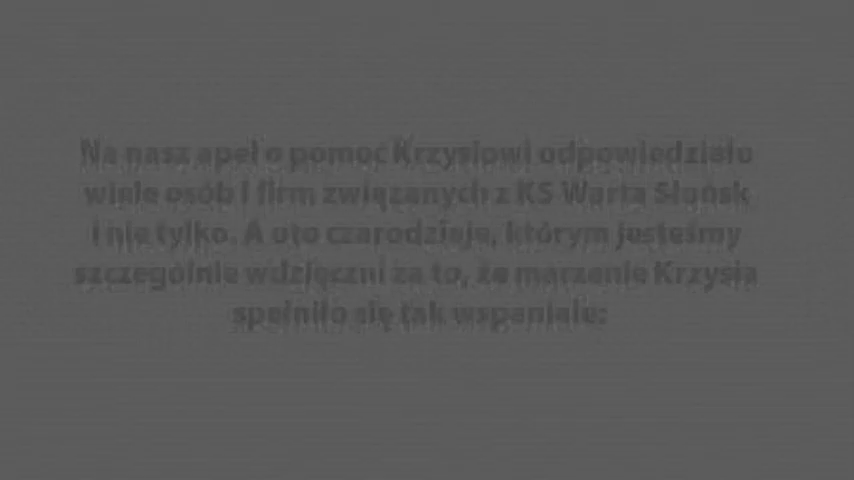 Na nasz apel o pomoc Krzysiowi odpowiedziało
wiele osób i firm związanych z KS Warta Słońsk
i nie tylko. A oto czarodzieje, którym jesteśmy
szczególnie wdzięczni za to, że marzenie Krzysia
spełniło się tak wspaniale: